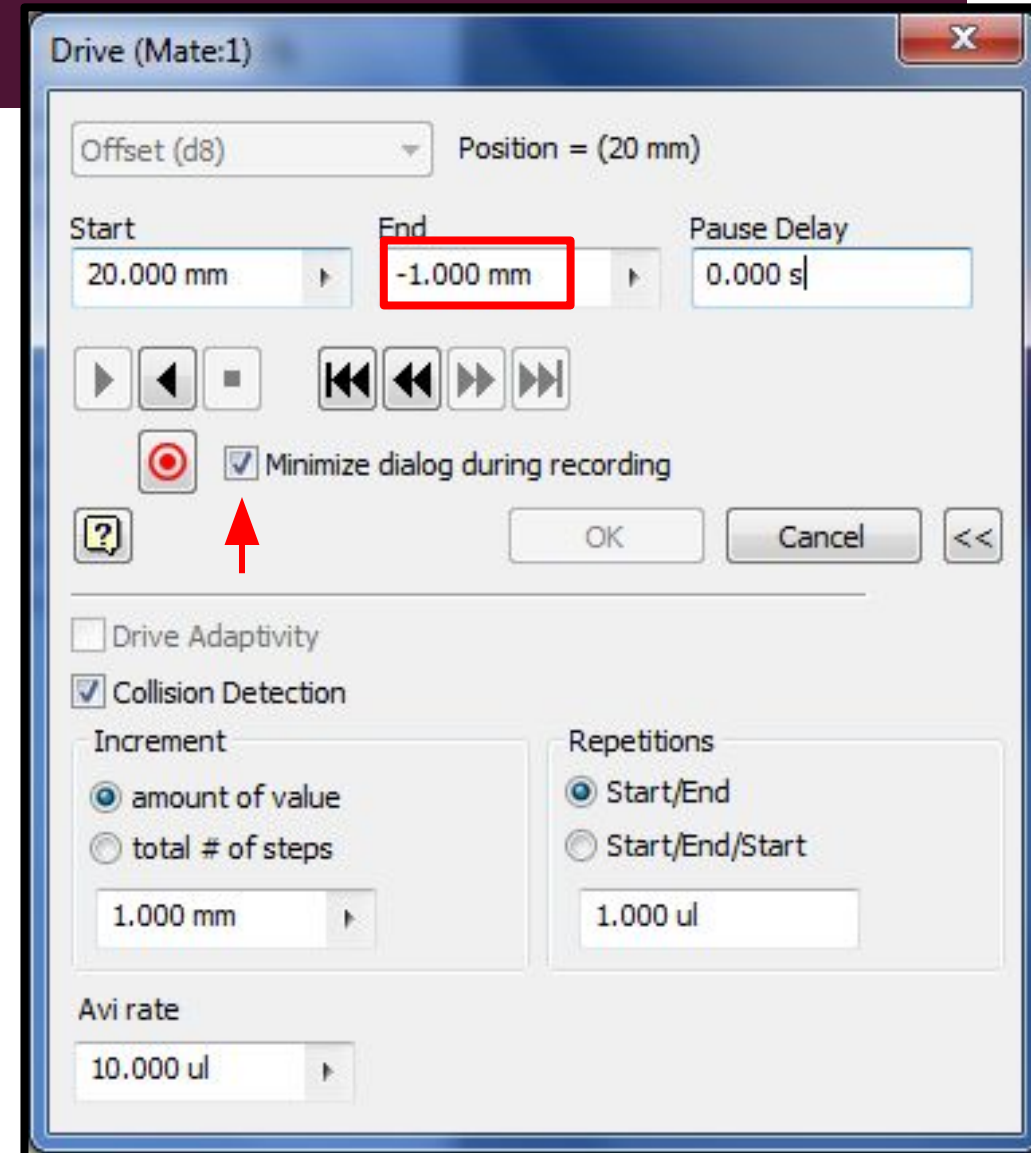 Drive (Mate:1)
Offset (d8) Position = (20 mm)
Start End Pause Delay
20.000 mm -1.000 mm 0.000 s
Minimize dialog during recording
OK Cancel <<
Drive Adaptivity
Collision Detection
Increment Repetitions
amount of value Start/End
total # of steps Start/End/Start
1.000 mm 1.000 ul
Avi rate
10.000 ul